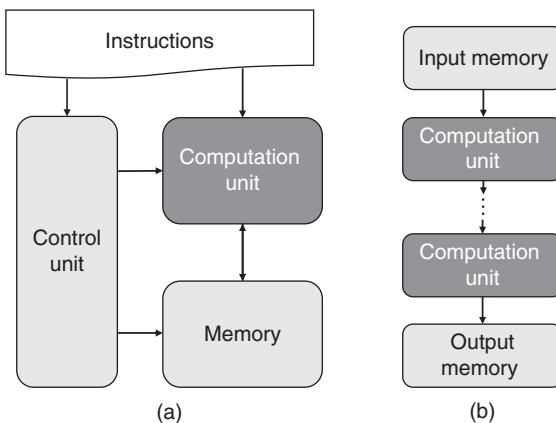 Instructions
Computation
unit
Control
unit
Memory
(a)
Input memory
Computation
unit
Computation
unit
Output
memory
(b)